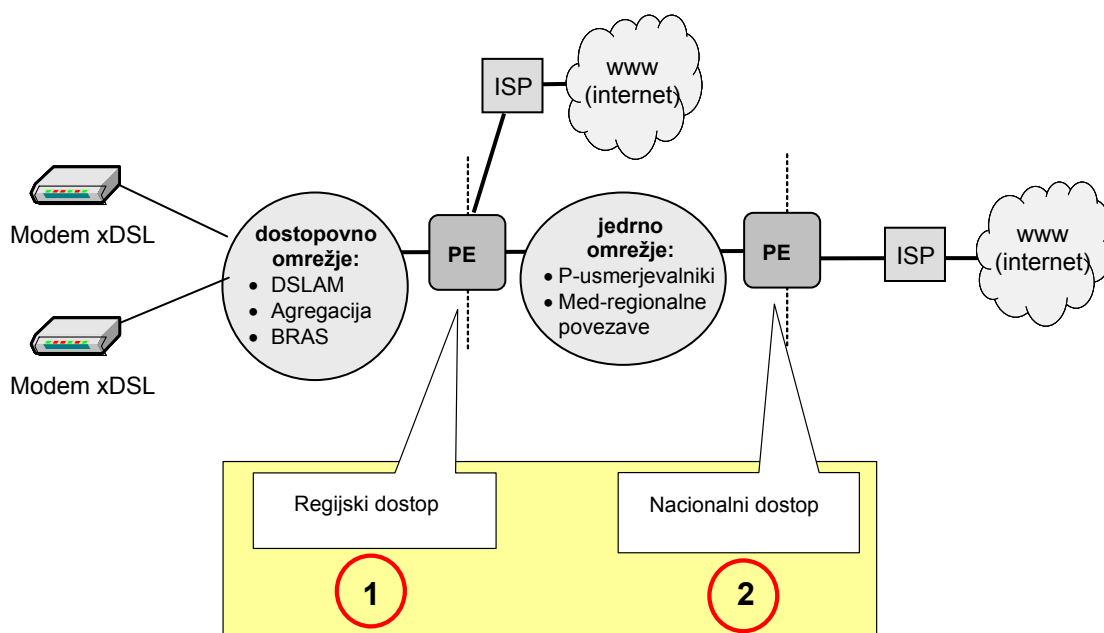 ISP
www
(internet)
Modem xDSL
Modem xDSL
dostopovno
omrežje:
• DSLAM
• Agregacija
• BRAS
PE
jedrno
omrežje:
• P-usmerjevalniki
• Med-regionalne
povezave
PE
ISP
www
(internet)
Regijski dostop
Nacionalni dostop
1
2